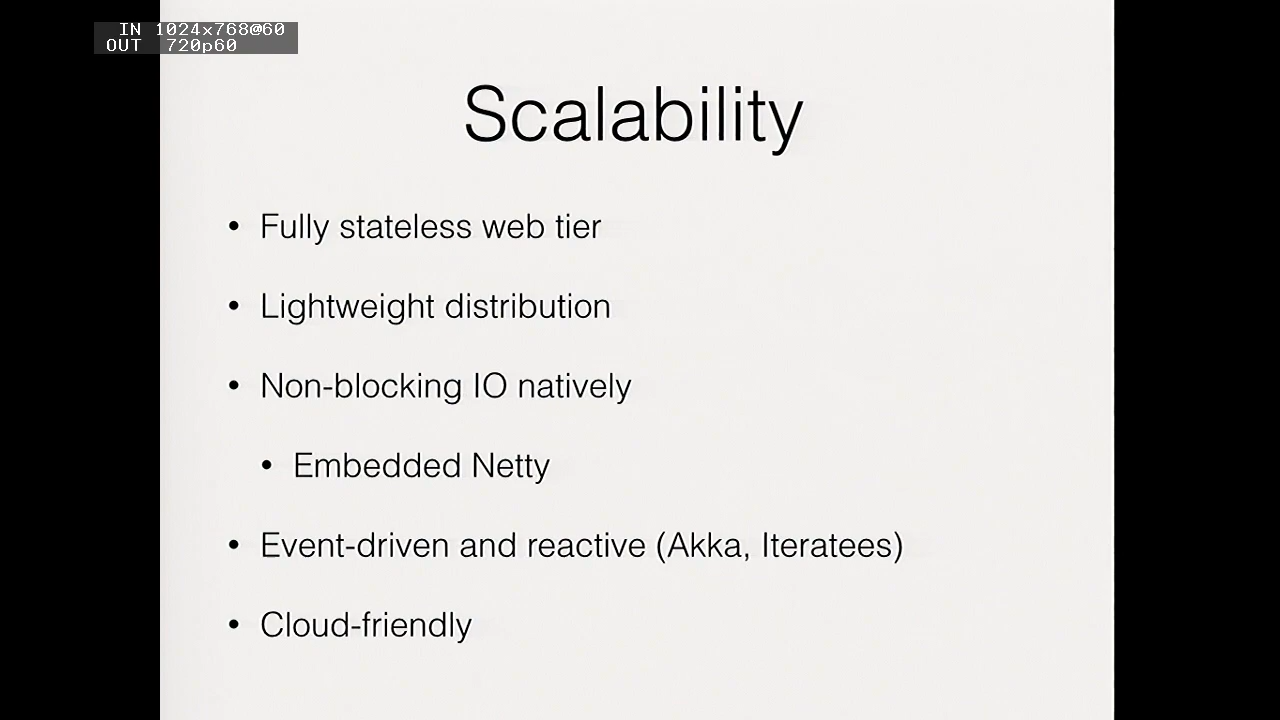 IN 1024x768@60
OUT 720p60
Scalability
• Fully stateless web tier
• Lightweight distribution
• Non-blocking IO natively
• Embedded Netty
• Event-driven and reactive (Akka, Iteratees)
• Cloud-friendly